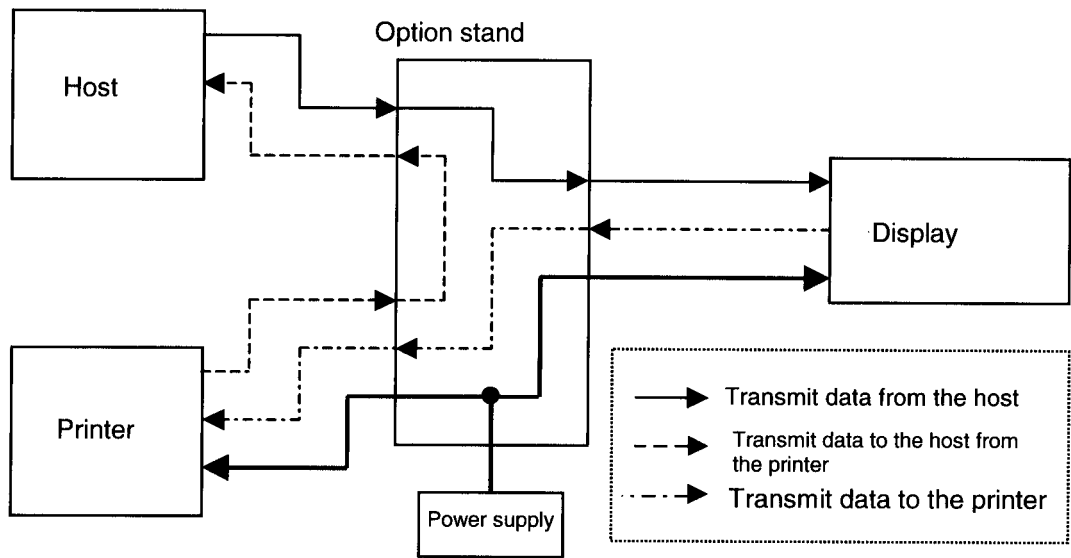 Option stand
Host
Display
Printer
Power supply
Transmit data from the host
Transmit data to the host from
the printer
Transmit data to the printer